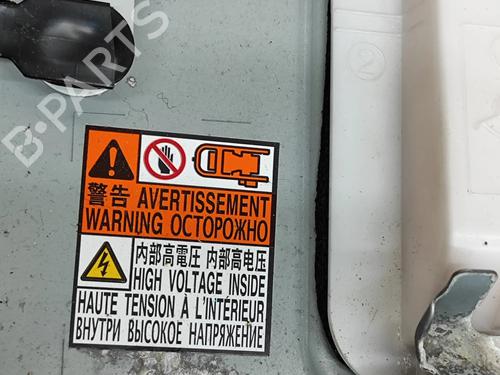 B-PARTS
2
警告 AVERTISSEMENT
WARNING ОСТОРОЖНО
内部高電圧 内部高电压
HIGH VOLTAGE INSIDE
HAUTE TENSION À L'INTÉRIEUR
ВНУТРИ ВЫСОКОЕ НАПРЯЖЕНИЕ